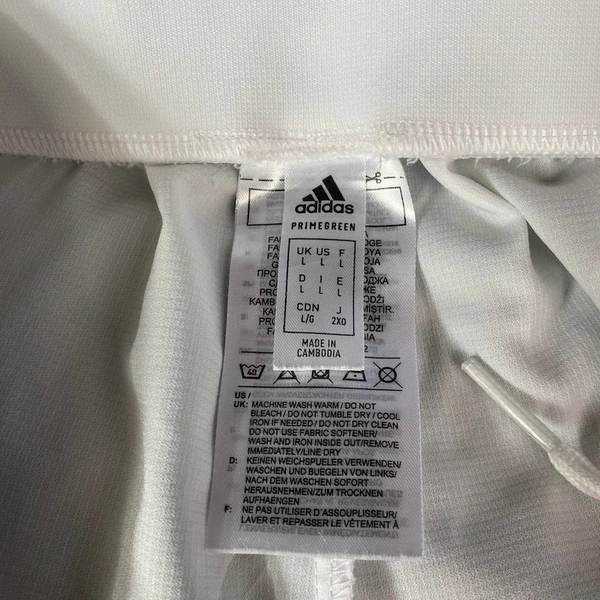 adidas
PRIMEGREEN
UK US F
L L L
D I E
L L L
CDN J
L/G 2XO
MADE IN
CAMBODIA
40
US /
UK: MACHINE WASH WARM / DO NOT
BLEACH / DO NOT TUMBLE DRY / COOL
IRON IF NEEDED / DO NOT DRY CLEAN
DO NOT USE FABRIC SOFTENER/
WASH AND IRON INSIDE OUT/REMOVE
IMMEDIATELY/LINE DRY
D: KEINEN WEICHSPUELER VERWENDEN/
WASCHEN UND BUEGELN VON LINKS/
NACH DEM WASCHEN SOFORT
HERAUSNEHMEN/ZUM TROCKNEN
AUFHAENGEN
F: NE PAS UTILISER D'ASSOUPLISSEUR/
LAVER ET REPASSER LE VÊTEMENT À